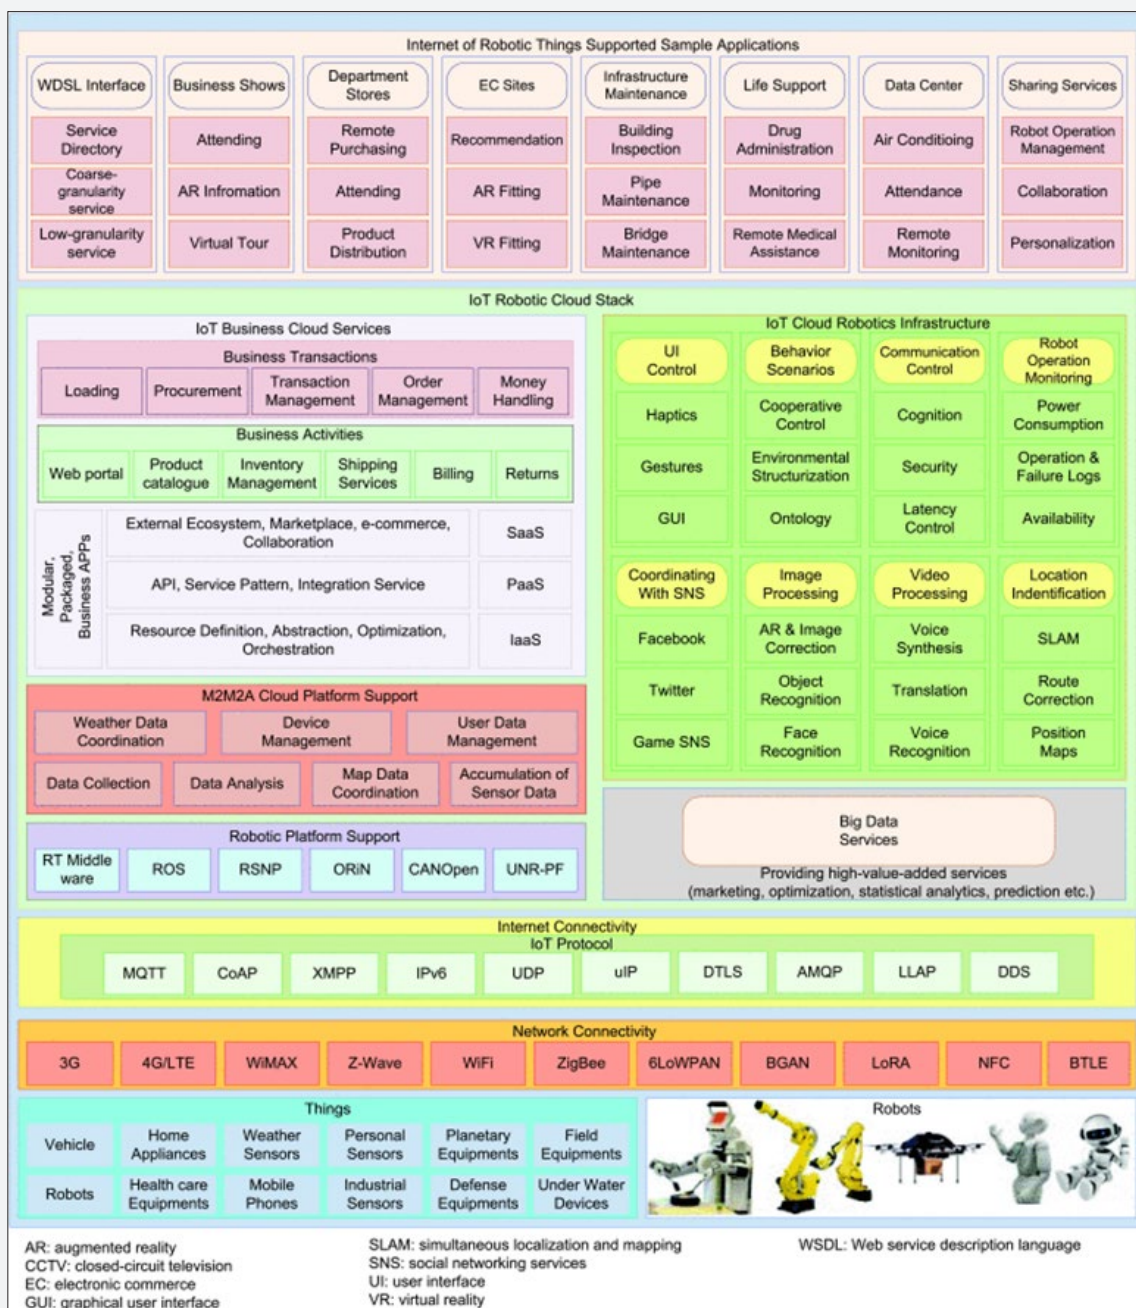 Internet of Robotic Things Supported Sample Applications
WDSL Interface
Business Shows
Department
Stores
EC Sites
Infrastructure
Maintenance
Life Support
Data Center
Sharing Services
Service
Directory
Attending
Remote
Purchasing
Recommendation
Building
Inspection
Drug
Administration
Air Conditioing
Robot Operation
Management
Coarse-
granularity
service
AR Infromation
Attending
AR Fitting
Pipe
Maintenance
Monitoring
Attendance
Collaboration
Low-granularity
service
Virtual Tour
Product
Distribution
VR Fitting
Bridge
Maintenance
Remote Medical
Assistance
Remote
Monitoring
Personalization
IoT Robotic Cloud Stack
IoT Business Cloud Services
Business Transactions
Loading
Procurement
Transaction
Management
Order
Management
Money
Handling
Business Activities
Web portal
Product
catalogue
Inventory
Management
Shipping
Services
Billing
Returns
Modular,
Packaged,
Business APPs
External Ecosystem, Marketplace, e-commerce,
Collaboration
SaaS
API, Service Pattern, Integration Service
PaaS
Resource Definition, Abstraction, Optimization,
Orchestration
IaaS
M2M2A Cloud Platform Support
Weather Data
Coordination
Device
Management
User Data
Management
Data Collection
Data Analysis
Map Data
Coordination
Accumulation of
Sensor Data
Robotic Platform Support
RT Middle
ware
ROS
RSNP
ORiN
CANOpen
UNR-PF
IoT Cloud Robotics Infrastructure
UI
Control
Behavior
Scenarios
Communication
Control
Robot
Operation
Monitoring
Haptics
Cooperative
Control
Cognition
Power
Consumption
Gestures
Environmental
Structurization
Security
Operation &
Failure Logs
GUI
Ontology
Latency
Control
Availability
Coordinating
With SNS
Image
Processing
Video
Processing
Location
Indentification
Facebook
AR & Image
Correction
Voice
Synthesis
SLAM
Twitter
Object
Recognition
Translation
Route
Correction
Game SNS
Face
Recognition
Voice
Recognition
Position
Maps
Big Data
Services
Providing high-value-added services
(marketing, optimization, statistical analytics, prediction etc.)
Internet Connectivity
IoT Protocol
MQTT
CoAP
XMPP
IPv6
UDP
uIP
DTLS
AMQP
LLAP
DDS
Network Connectivity
3G
4G/LTE
WiMAX
Z-Wave
WiFi
ZigBee
6LoWPAN
BGAN
LoRA
NFC
BTLE
Things
Vehicle
Home
Appliances
Weather
Sensors
Personal
Sensors
Planetary
Equipments
Field
Equipments
Robots
Health care
Equipments
Mobile
Phones
Industrial
Sensors
Defense
Equipments
Under Water
Devices
Robots
AR: augmented reality
CCTV: closed-circuit television
EC: electronic commerce
GUI: graphical user interface
SLAM: simultaneous localization and mapping
SNS: social networking services
UI: user interface
VR: virtual reality
WSDL: Web service description language